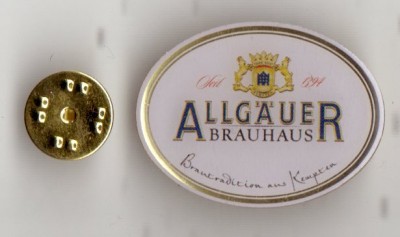 Seit 1394
ALLGÄUER
BRAUHAUS
Brautradition aus Kempten